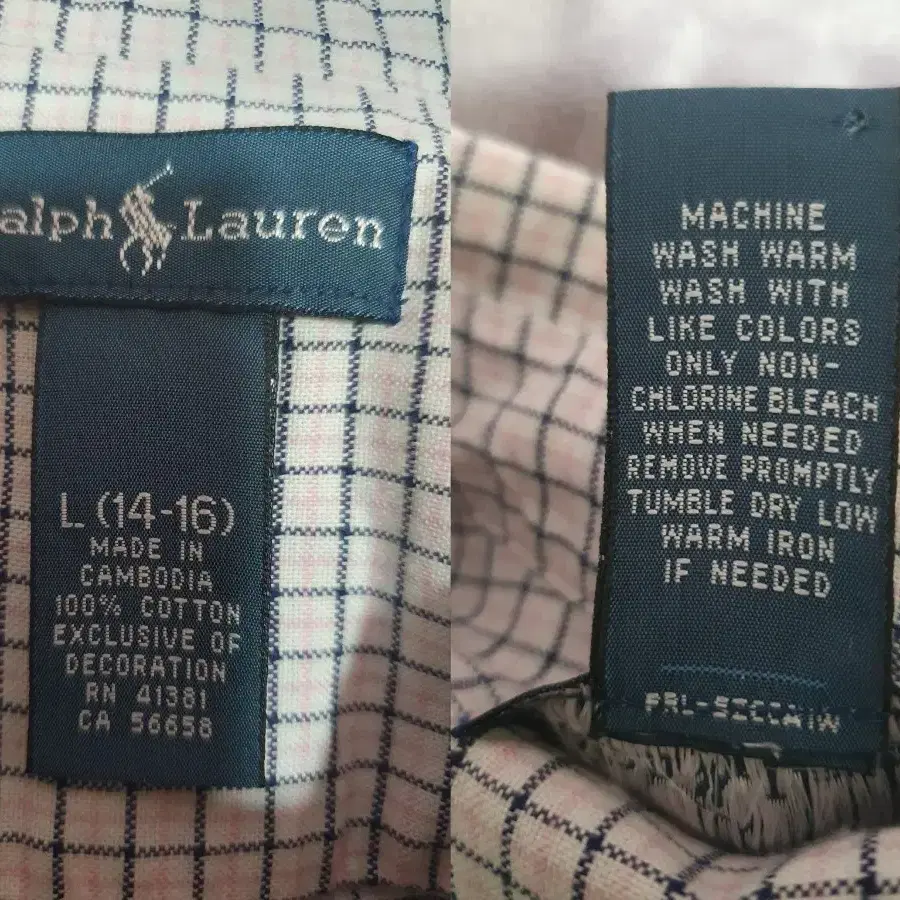 alph Lauren
L (14-16)
MADE IN
CAMBODIA
100% COTTON
EXCLUSIVE OF
DECORATION
RN 41381
CA 56658
MACHINE
WASH WARM
WASH WITH
LIKE COLORS
ONLY NON-
CHLORINE BLEACH
WHEN NEEDED
REMOVE PROMPTLY
TUMBLE DRY LOW
WARM IRON
IF NEEDED